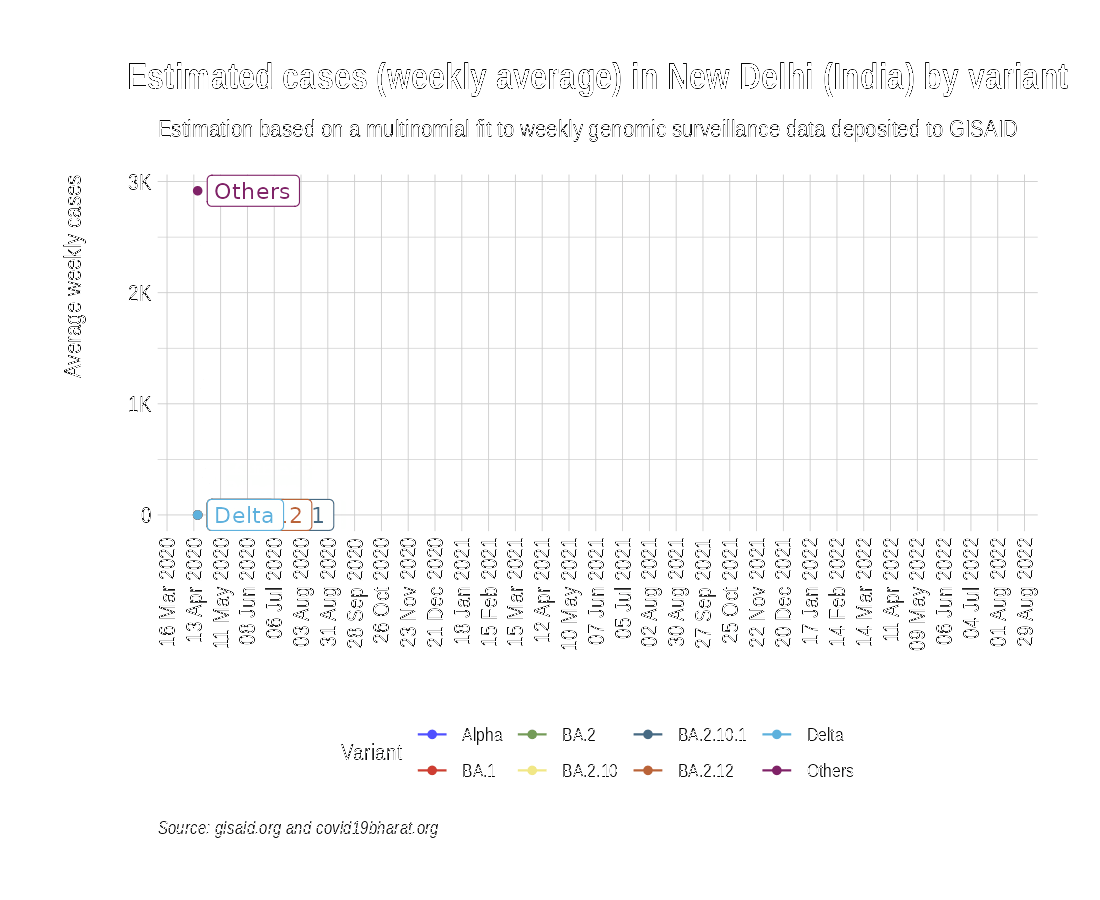 Estimated cases (weekly average) in New Delhi (India) by variant
Estimation based on a multinomial fit to weekly genomic surveillance data deposited to GISAID
Average weekly cases
3K
2K
1K
0
Others
Delta
.2
1
16 Mar 2020
13 Apr 2020
11 May 2020
08 Jun 2020
06 Jul 2020
03 Aug 2020
31 Aug 2020
28 Sep 2020
26 Oct 2020
23 Nov 2020
21 Dec 2020
18 Jan 2021
15 Feb 2021
15 Mar 2021
12 Apr 2021
10 May 2021
07 Jun 2021
05 Jul 2021
02 Aug 2021
30 Aug 2021
27 Sep 2021
25 Oct 2021
22 Nov 2021
20 Dec 2021
17 Jan 2022
14 Feb 2022
14 Mar 2022
11 Apr 2022
09 May 2022
06 Jun 2022
04 Jul 2022
01 Aug 2022
29 Aug 2022
Variant
Alpha
BA.2
BA.2.10.1
Delta
BA.1
BA.2.10
BA.2.12
Others
Source: gisaid.org and covid19bharat.org